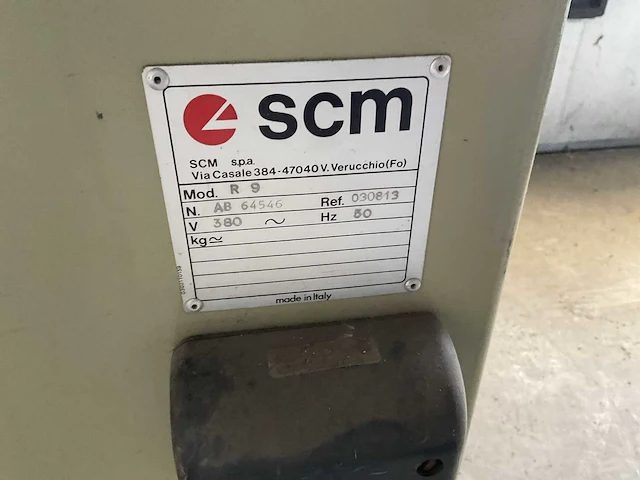 scm
SCM s.p.a.
Via Casale 384-47040 V. Verucchio (Fo)
Mod. R 9
N. AB 64546 Ref. 030813
V 380 ~ Hz 50
kg≃
made in Italy